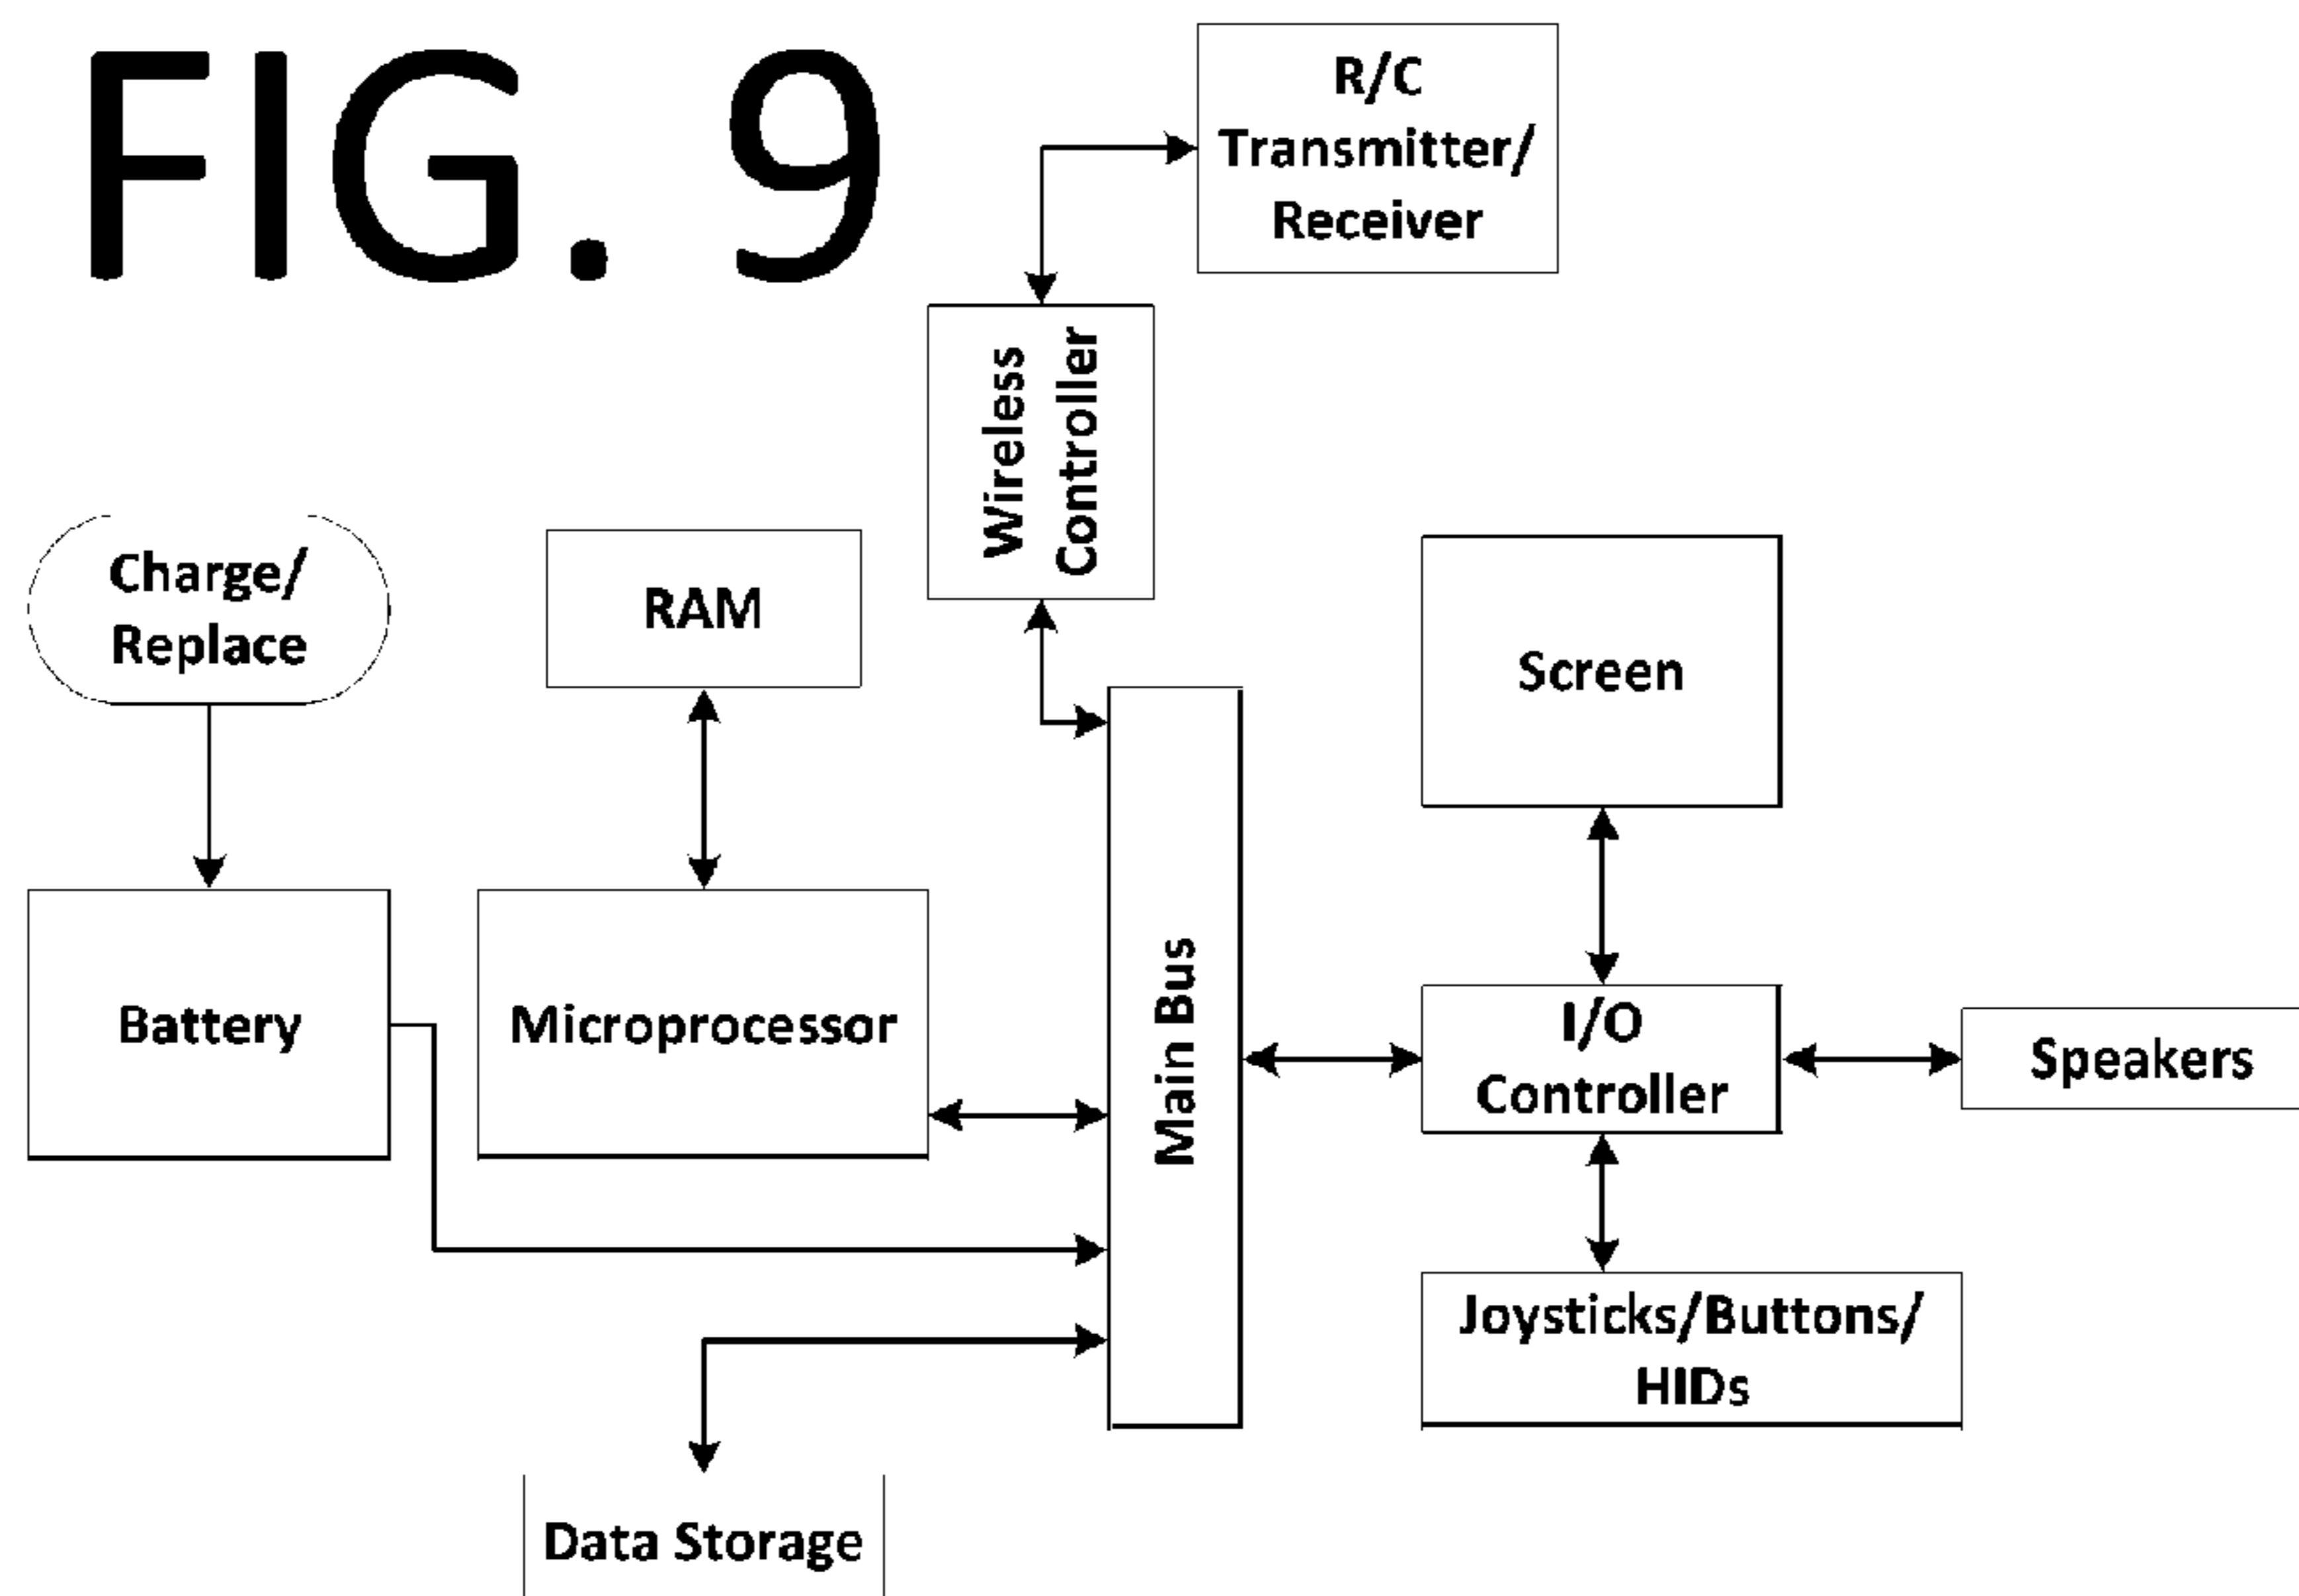 FIG. 9
R/C
Transmitter/
Receiver
Wireless
Controller
Charge/
Replace
RAM
Screen
Battery
Microprocessor
Main Bus
I/O
Controller
Speakers
Joysticks/Buttons/
HIDs
Data Storage